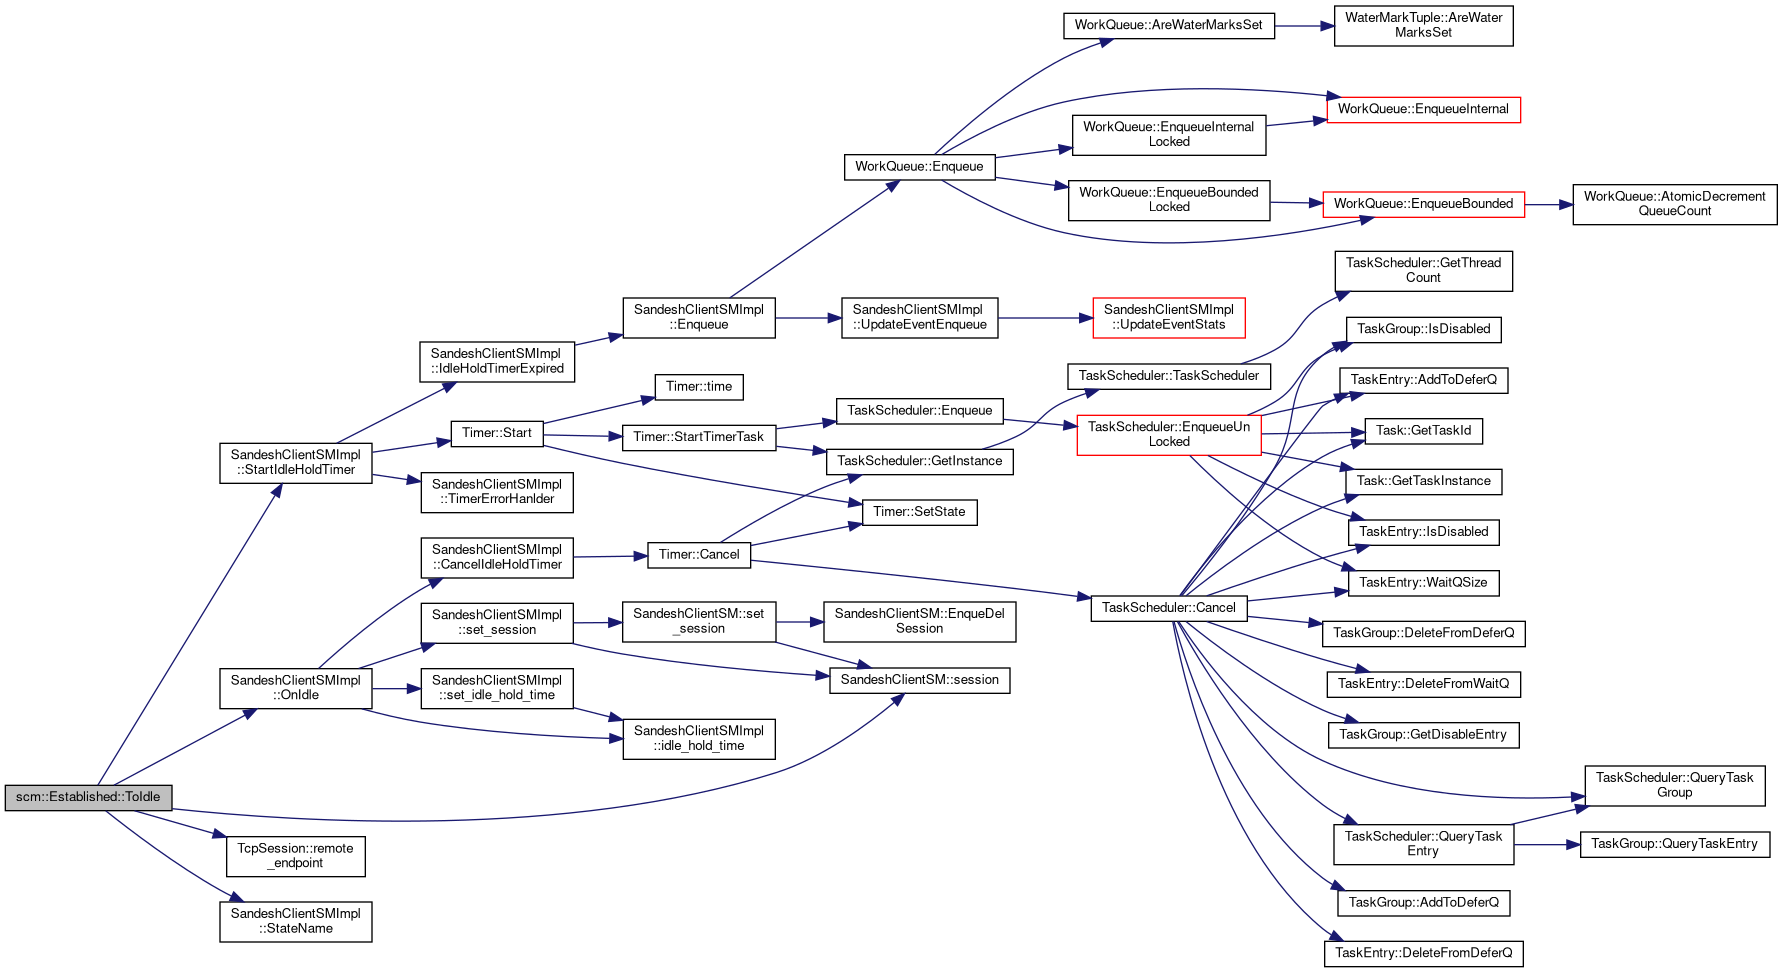 scm::Established::ToIdle
SandeshClientSMImpl
::StartIdleHoldTimer
SandeshClientSMImpl
::OnIdle
TcpSession::remote
_endpoint
SandeshClientSMImpl
::StateName
SandeshClientSMImpl
::IdleHoldTimerExpired
Timer::Start
SandeshClientSMImpl
::TimerErrorHanlder
SandeshClientSMImpl
::CancelIdleHoldTimer
SandeshClientSMImpl
::set_session
SandeshClientSMImpl
::set_idle_hold_time
SandeshClientSMImpl
::Enqueue
Timer::time
Timer::StartTimerTask
Timer::Cancel
SandeshClientSM::set
_session
SandeshClientSMImpl
::idle_hold_time
WorkQueue::Enqueue
SandeshClientSMImpl
::UpdateEventEnqueue
TaskScheduler::Enqueue
TaskScheduler::GetInstance
Timer::SetState
SandeshClientSM::EnqueDel
Session
SandeshClientSM::session
WorkQueue::AreWaterMarksSet
WorkQueue::EnqueueInternal
Locked
WorkQueue::EnqueueBounded
Locked
SandeshClientSMImpl
::UpdateEventStats
TaskScheduler::TaskScheduler
TaskScheduler::EnqueueUn
Locked
TaskScheduler::Cancel
WaterMarkTuple::AreWater
MarksSet
WorkQueue::EnqueueInternal
WorkQueue::EnqueueBounded
TaskScheduler::GetThread
Count
TaskGroup::IsDisabled
TaskEntry::AddToDeferQ
Task::GetTaskId
Task::GetTaskInstance
TaskEntry::IsDisabled
TaskEntry::WaitQSize
TaskGroup::DeleteFromDeferQ
TaskEntry::DeleteFromWaitQ
TaskGroup::GetDisableEntry
TaskScheduler::QueryTask
Entry
TaskGroup::AddToDeferQ
TaskEntry::DeleteFromDeferQ
WorkQueue::AtomicDecrement
QueueCount
TaskScheduler::QueryTask
Group
TaskGroup::QueryTaskEntry